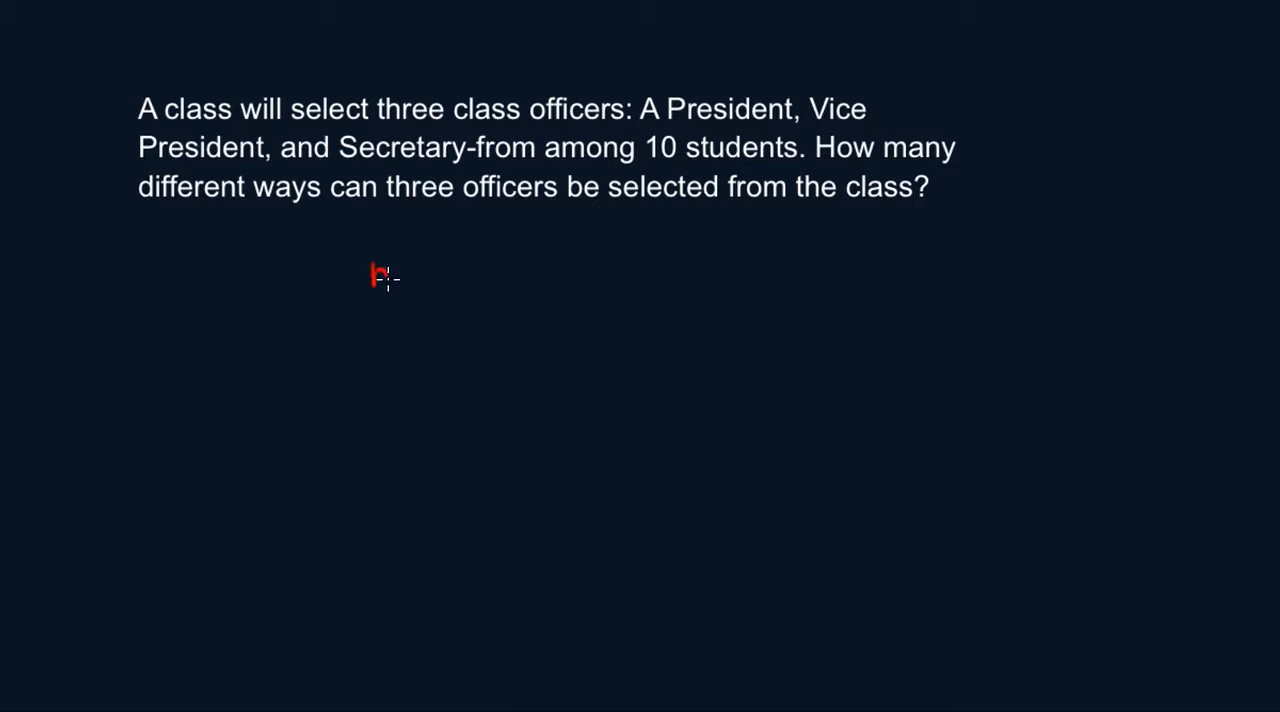 A class will select three class officers: A President, Vice
President, and Secretary-from among 10 students. How many
different ways can three officers be selected from the class?